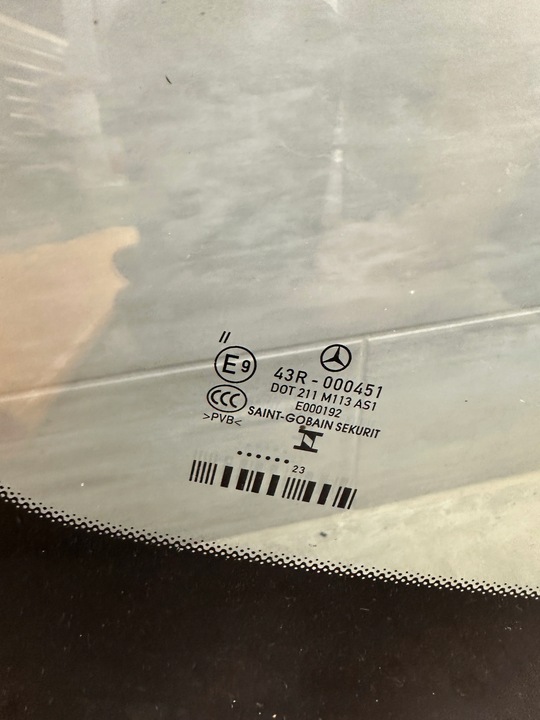 II
E9
43R-000451
DOT 211 M113 AS1
E000192
CCC
>PVB<
SAINT-GOBAIN SEKURIT
...... 23